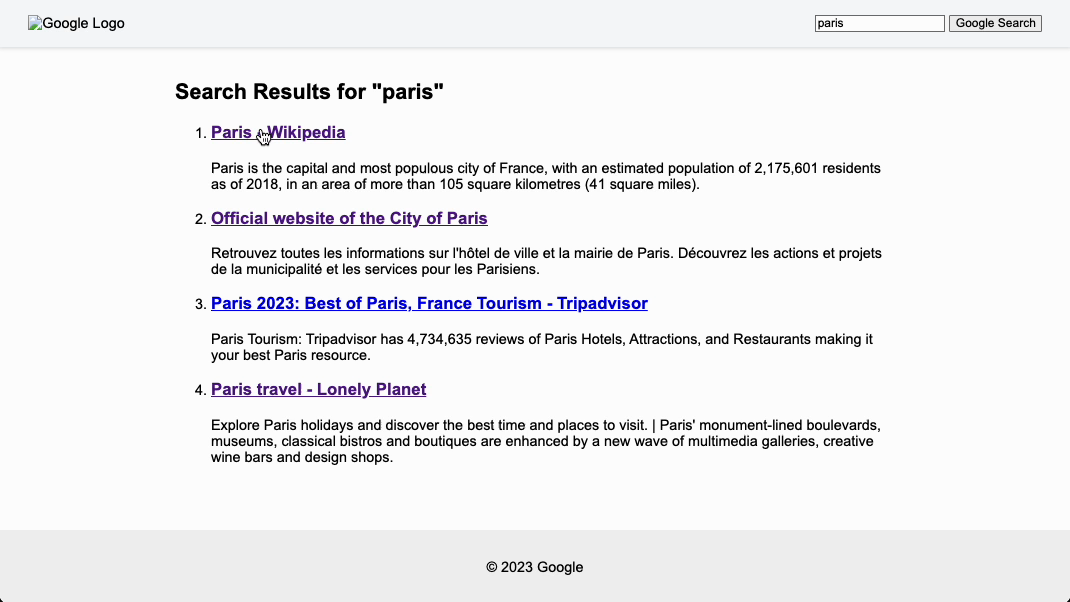 Google Logo
paris
Google Search
Search Results for "paris"
1. Paris - Wikipedia
Paris is the capital and most populous city of France, with an estimated population of 2,175,601 residents
as of 2018, in an area of more than 105 square kilometres (41 square miles).
2. Official website of the City of Paris
Retrouvez toutes les informations sur l'hôtel de ville et la mairie de Paris. Découvrez les actions et projets
de la municipalité et les services pour les Parisiens.
3. Paris 2023: Best of Paris, France Tourism - Tripadvisor
Paris Tourism: Tripadvisor has 4,734,635 reviews of Paris Hotels, Attractions, and Restaurants making it
your best Paris resource.
4. Paris travel - Lonely Planet
Explore Paris holidays and discover the best time and places to visit. | Paris' monument-lined boulevards,
museums, classical bistros and boutiques are enhanced by a new wave of multimedia galleries, creative
wine bars and design shops.
© 2023 Google